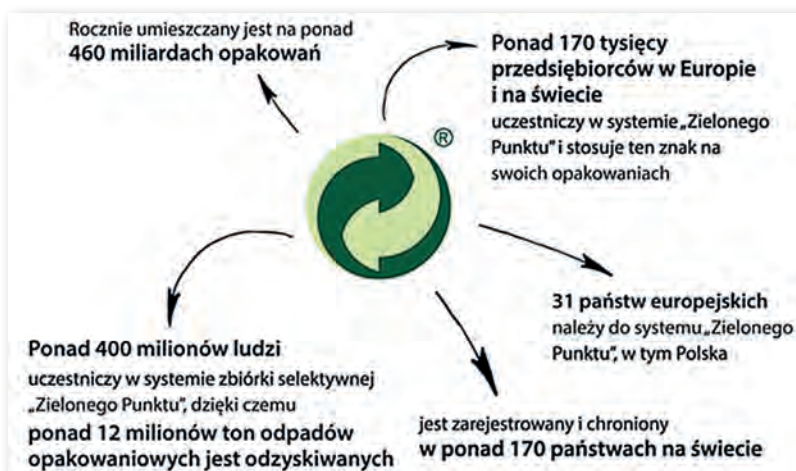 Rocznie umieszczany jest na ponad
460 miliardach opakowań
Ponad 170 tysięcy
przedsiębiorców w Europie
i na świecie
uczestniczy w systemie „Zielonego
Punktu” i stosuje ten znak na
swoich opakowaniach
®
31 państw europejskich
należy do systemu „Zielonego
Punktu”, w tym Polska
Ponad 400 milionów ludzi
uczestniczy w systemie zbiórki selektywnej
„Zielonego Punktu”, dzięki czemu
ponad 12 milionów ton odpadów
opakowaniowych jest odzyskiwanych
jest zarejestrowany i chroniony
w ponad 170 państwach na świecie